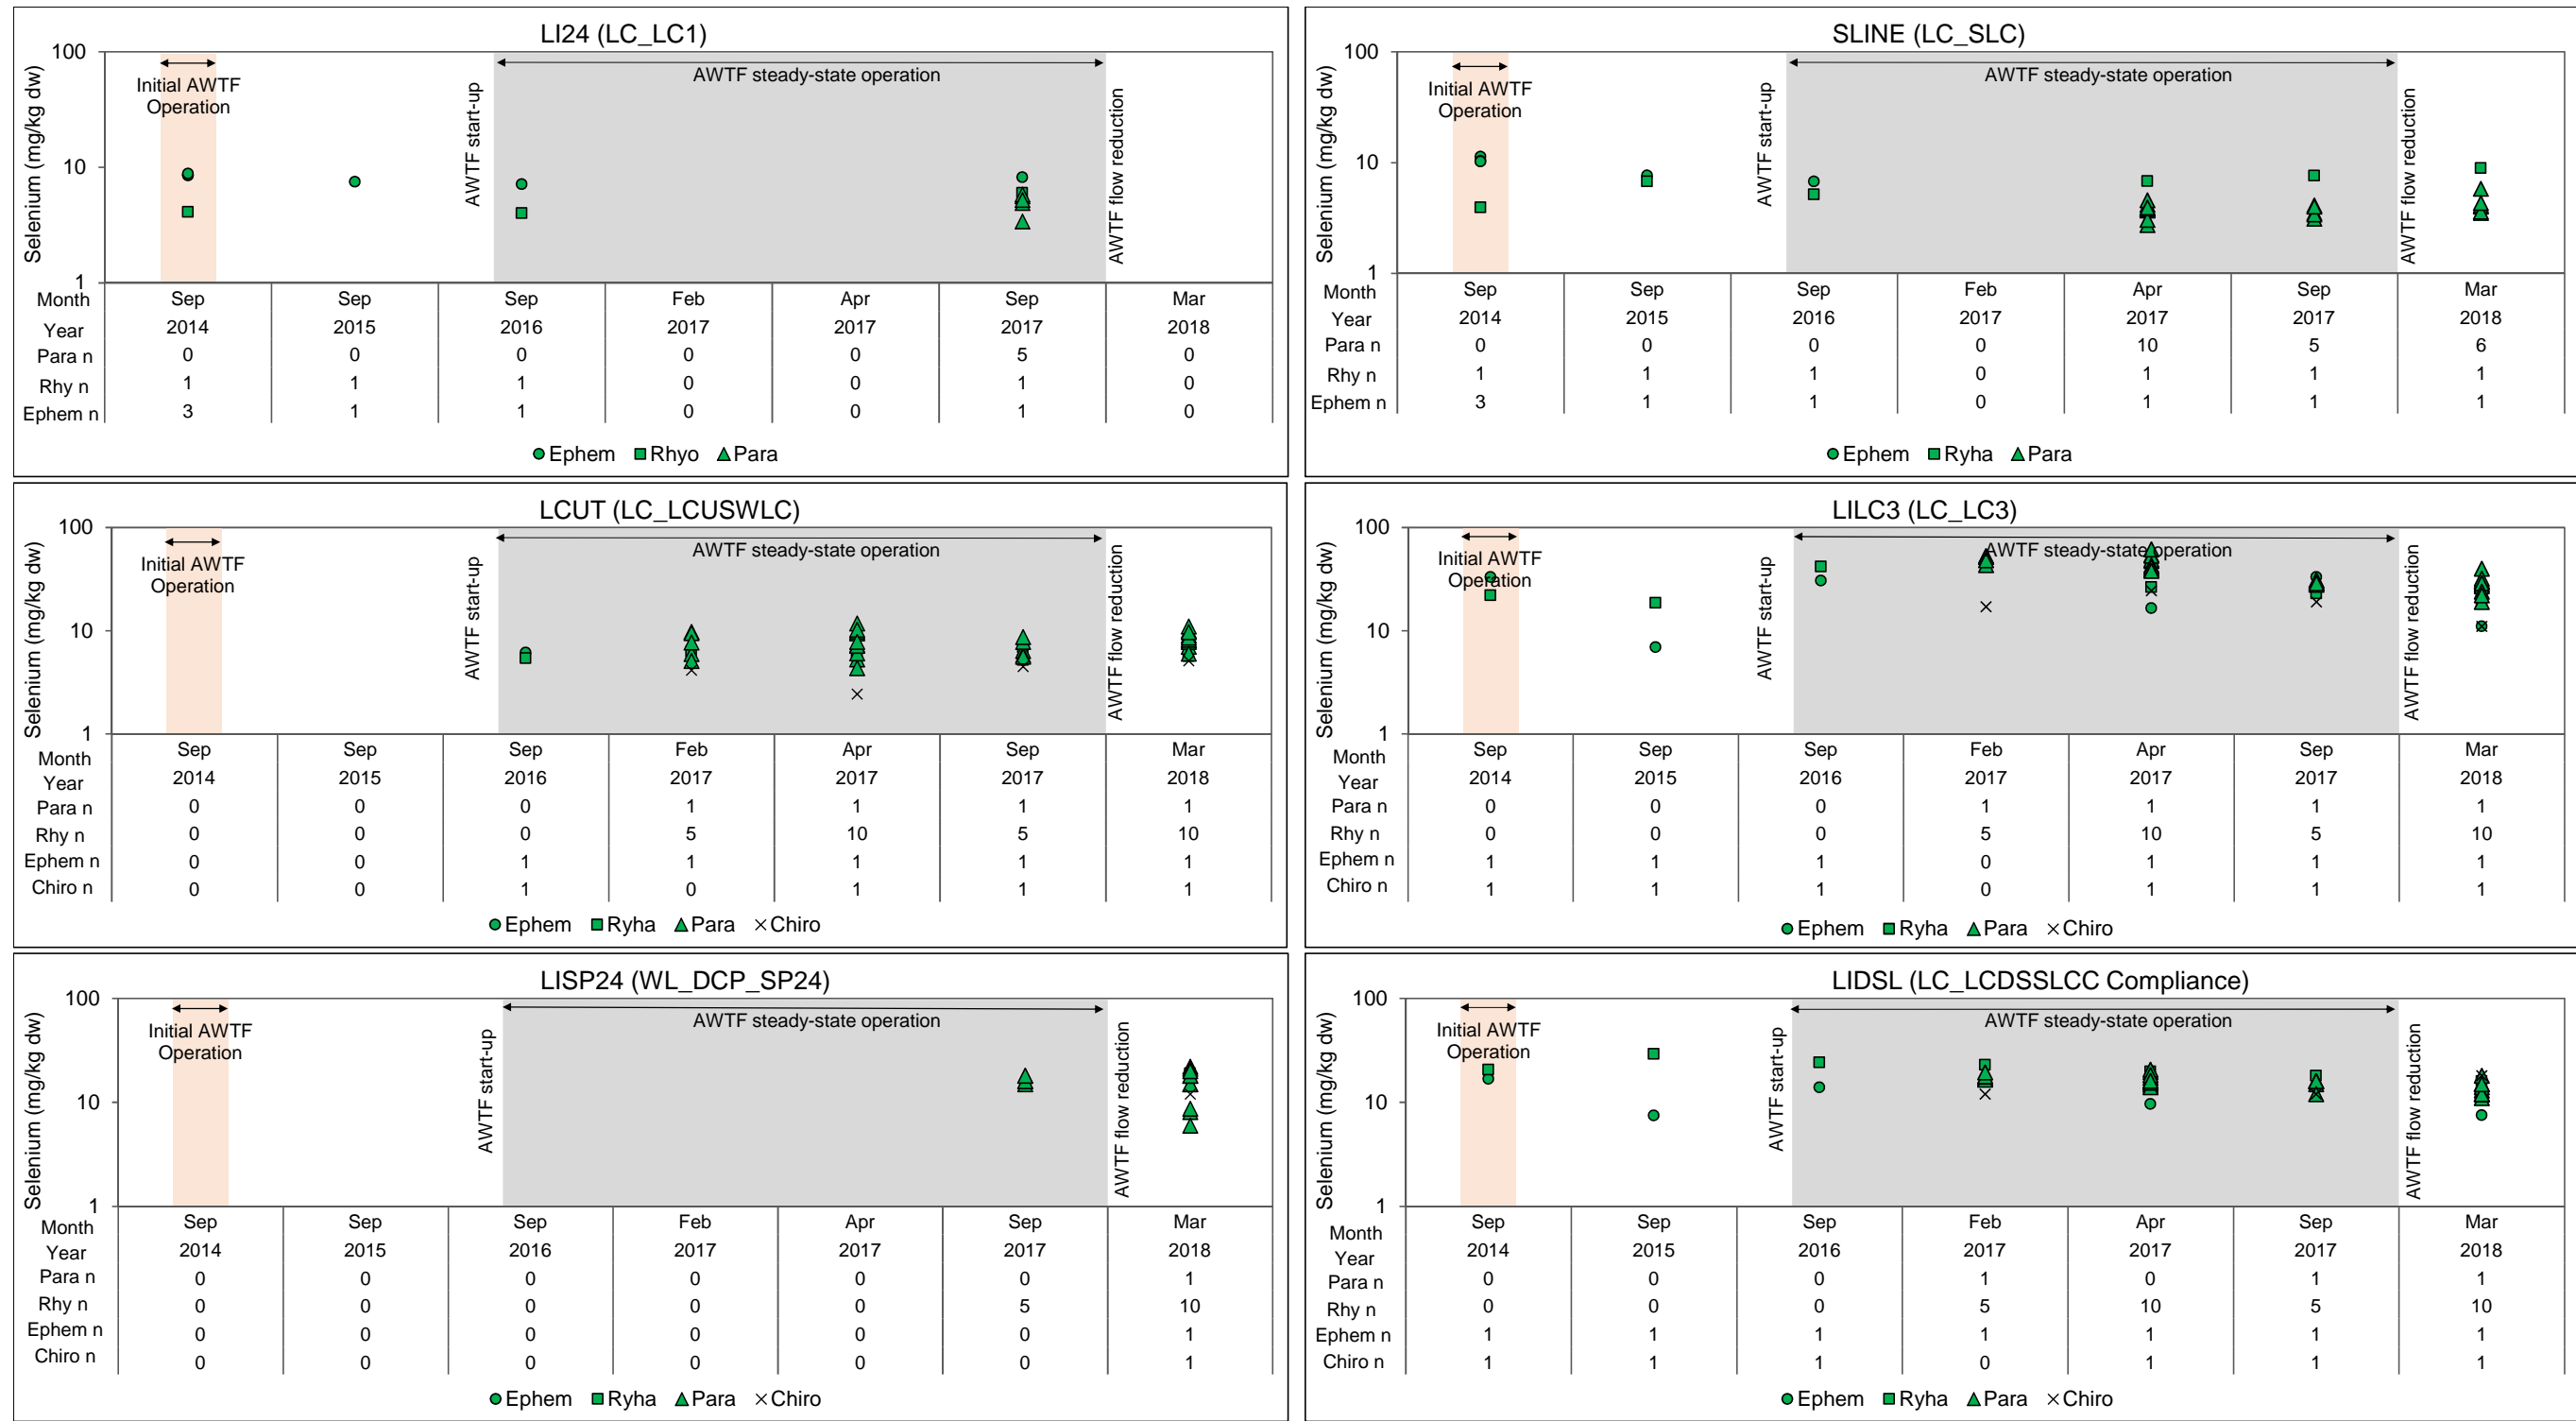 LI24 (LC_LC1)
Selenium (mg/kg dw)
100
10
1
Initial AWTF
Operation
AWTF start-up
AWTF steady-state operation
AWTF flow reduction
Month Sep Sep Sep Feb Apr Sep Mar
Year 2014 2015 2016 2017 2017 2017 2018
Para n 0 0 0 0 0 5 0
Rhy n 1 1 1 0 0 1 0
Ephem n 3 1 1 0 0 1 0
Ephem Rhyo Para
SLINE (LC_SLC)
Selenium (mg/kg dw)
100
10
1
Initial AWTF
Operation
AWTF start-up
AWTF steady-state operation
AWTF flow reduction
Month Sep Sep Sep Feb Apr Sep Mar
Year 2014 2015 2016 2017 2017 2017 2018
Para n 0 0 0 0 10 5 6
Rhy n 1 1 1 0 1 1 1
Ephem n 3 1 1 0 1 1 1
Ephem Ryha Para
LCUT (LC_LCUSWLC)
Selenium (mg/kg dw)
100
10
1
Initial AWTF
Operation
AWTF start-up
AWTF steady-state operation
AWTF flow reduction
Month Sep Sep Sep Feb Apr Sep Mar
Year 2014 2015 2016 2017 2017 2017 2018
Para n 0 0 0 1 1 1 1
Rhy n 0 0 0 5 10 5 10
Ephem n 0 0 1 1 1 1 1
Chiro n 0 0 1 0 1 1 1
Ephem Ryha Para Chiro
LILC3 (LC_LC3)
Selenium (mg/kg dw)
100
10
1
Initial AWTF
Operation
AWTF start-up
AWTF steady-state operation
AWTF flow reduction
Month Sep Sep Sep Feb Apr Sep Mar
Year 2014 2015 2016 2017 2017 2017 2018
Para n 0 0 0 1 1 1 1
Rhy n 0 0 0 5 10 5 10
Ephem n 1 1 1 0 1 1 1
Chiro n 1 1 1 0 1 1 1
Ephem Ryha Para Chiro
LISP24 (WL_DCP_SP24)
Selenium (mg/kg dw)
100
10
1
Initial AWTF
Operation
AWTF start-up
AWTF steady-state operation
AWTF flow reduction
Month Sep Sep Sep Feb Apr Sep Mar
Year 2014 2015 2016 2017 2017 2017 2018
Para n 0 0 0 0 0 0 1
Rhy n 0 0 0 0 0 5 10
Ephem n 0 0 0 0 0 0 1
Chiro n 0 0 0 0 0 0 1
Ephem Ryha Para Chiro
LIDSL (LC_LCDSSLCC Compliance)
Selenium (mg/kg dw)
100
10
1
Initial AWTF
Operation
AWTF start-up
AWTF steady-state operation
AWTF flow reduction
Month Sep Sep Sep Feb Apr Sep Mar
Year 2014 2015 2016 2017 2017 2017 2018
Para n 0 0 0 1 0 1 1
Rhy n 0 0 0 5 10 5 10
Ephem n 1 1 1 1 1 1 1
Chiro n 1 1 1 0 1 1 1
Ephem Ryha Para Chiro